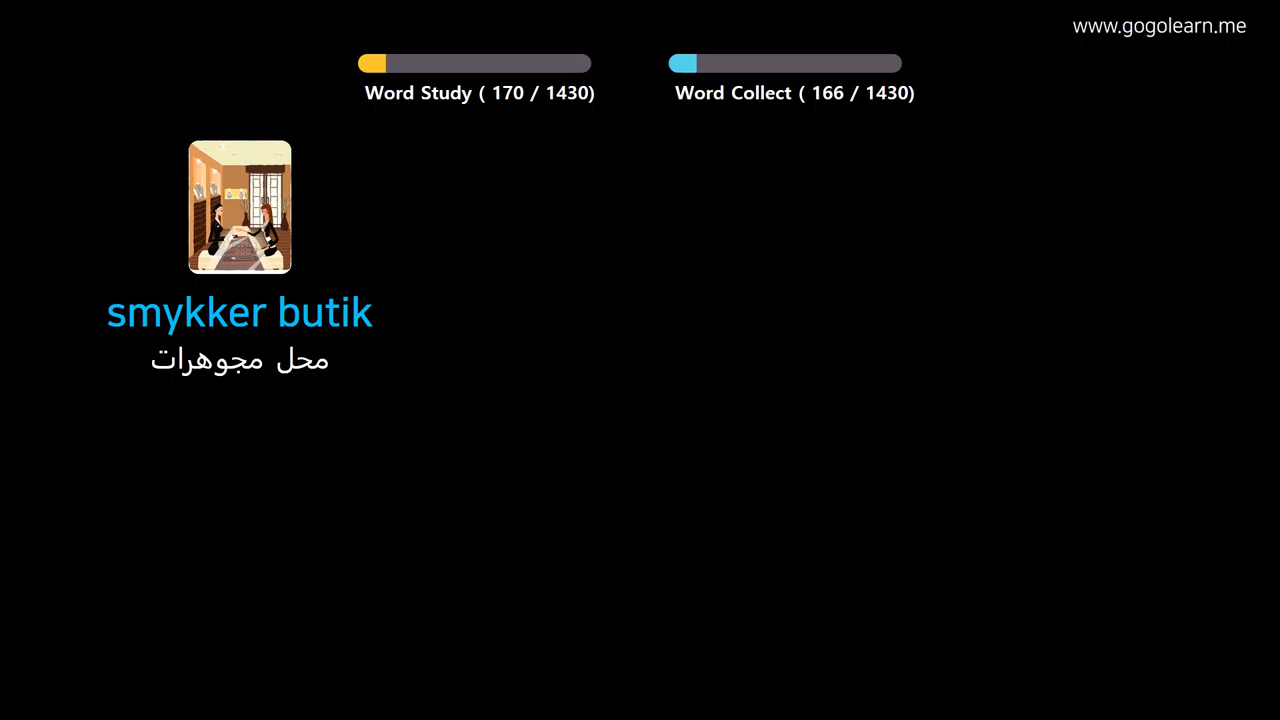 www.gogolearn.me
Word Study ( 170 / 1430)
Word Collect ( 166 / 1430)
smykker butik
محل مجوهرات